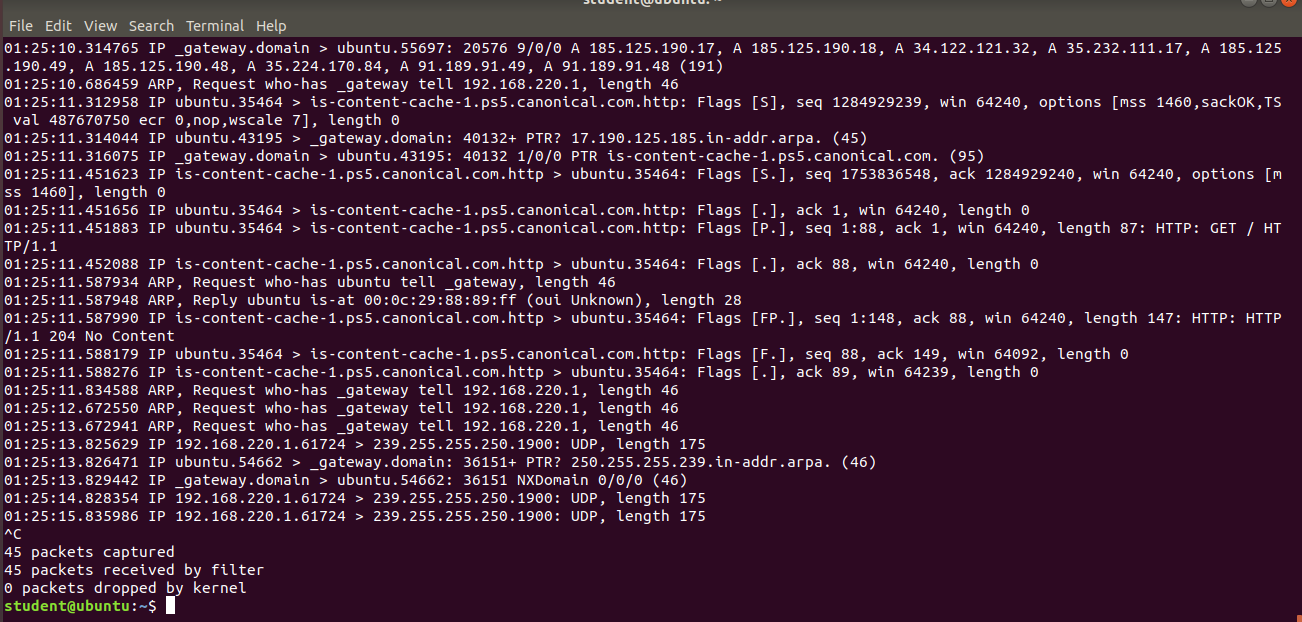 student@ubuntu: ~
File Edit View Search Terminal Help
01:25:10.314765 IP _gateway.domain > ubuntu.55697: 20576 9/0/0 A 185.125.190.17, A 185.125.190.18, A 34.122.121.32, A 35.232.111.17, A 185.125
.190.49, A 185.125.190.48, A 35.224.170.84, A 91.189.91.49, A 91.189.91.48 (191)
01:25:10.686459 ARP, Request who-has _gateway tell 192.168.220.1, length 46
01:25:11.312958 IP ubuntu.35464 > is-content-cache-1.ps5.canonical.com.http: Flags [S], seq 1284929239, win 64240, options [mss 1460,sackOK,TS
 val 487670750 ecr 0,nop,wscale 7], length 0
01:25:11.314044 IP ubuntu.43195 > _gateway.domain: 40132+ PTR? 17.190.125.185.in-addr.arpa. (45)
01:25:11.316075 IP _gateway.domain > ubuntu.43195: 40132 1/0/0 PTR is-content-cache-1.ps5.canonical.com. (95)
01:25:11.451623 IP is-content-cache-1.ps5.canonical.com.http > ubuntu.35464: Flags [S.], seq 1753836548, ack 1284929240, win 64240, options [m
ss 1460], length 0
01:25:11.451656 IP ubuntu.35464 > is-content-cache-1.ps5.canonical.com.http: Flags [.], ack 1, win 64240, length 0
01:25:11.451883 IP ubuntu.35464 > is-content-cache-1.ps5.canonical.com.http: Flags [P.], seq 1:88, ack 1, win 64240, length 87: HTTP: GET / HT
TP/1.1
01:25:11.452088 IP is-content-cache-1.ps5.canonical.com.http > ubuntu.35464: Flags [.], ack 88, win 64240, length 0
01:25:11.587934 ARP, Request who-has ubuntu tell _gateway, length 46
01:25:11.587948 ARP, Reply ubuntu is-at 00:0c:29:88:89:ff (oui Unknown), length 28
01:25:11.587990 IP is-content-cache-1.ps5.canonical.com.http > ubuntu.35464: Flags [FP.], seq 1:148, ack 88, win 64240, length 147: HTTP: HTTP
/1.1 204 No Content
01:25:11.588179 IP ubuntu.35464 > is-content-cache-1.ps5.canonical.com.http: Flags [F.], seq 88, ack 149, win 64092, length 0
01:25:11.588276 IP is-content-cache-1.ps5.canonical.com.http > ubuntu.35464: Flags [.], ack 89, win 64239, length 0
01:25:11.834588 ARP, Request who-has _gateway tell 192.168.220.1, length 46
01:25:12.672550 ARP, Request who-has _gateway tell 192.168.220.1, length 46
01:25:13.672941 ARP, Request who-has _gateway tell 192.168.220.1, length 46
01:25:13.825629 IP 192.168.220.1.61724 > 239.255.255.250.1900: UDP, length 175
01:25:13.826471 IP ubuntu.54662 > _gateway.domain: 36151+ PTR? 250.255.255.239.in-addr.arpa. (46)
01:25:13.829442 IP _gateway.domain > ubuntu.54662: 36151 NXDomain 0/0/0 (46)
01:25:14.828354 IP 192.168.220.1.61724 > 239.255.255.250.1900: UDP, length 175
01:25:15.835986 IP 192.168.220.1.61724 > 239.255.255.250.1900: UDP, length 175
^C
45 packets captured
45 packets received by filter
0 packets dropped by kernel
student@ubuntu:~$